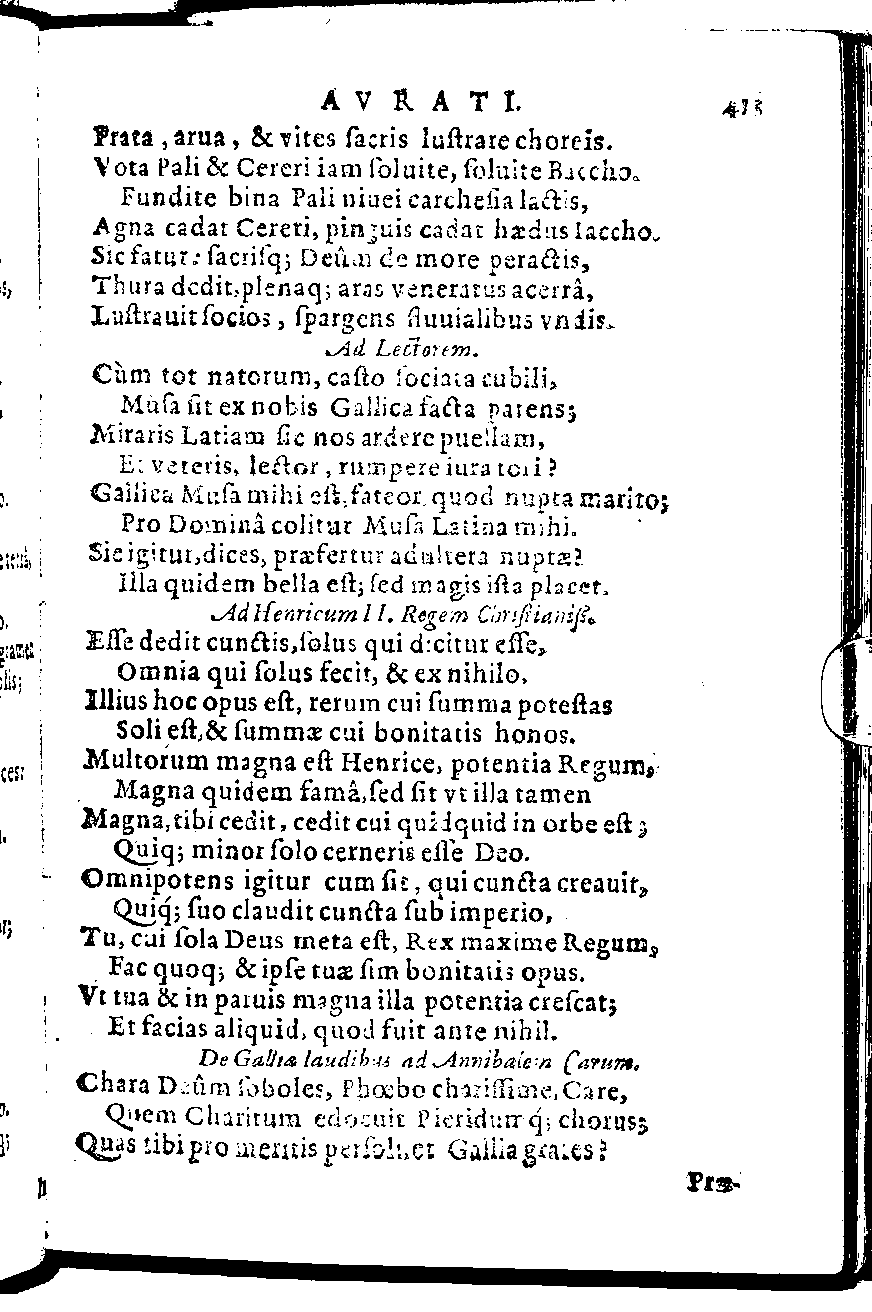 AVRATI. 413
Prata, arua, & vites ſacris luſtrare choreis.
Vota Pali & Cereri iam ſoluite, ſoluite Baccho.
Fundite bina Pali niuei carcheſia lactis,
Agna cadat Cereri, pinguis cadat hædus Iaccho.
Sic fatur: ſacriſq; Deûm de more peractis,
Thura dedit, plenaq; aras veneratus acerrâ,
Luſtrauit ſocios, ſpargens fluuialibus vndis.
Ad Lectorem.
Cùm tot natorum, caſto ſociata cubili,
Muſa ſit ex nobis Gallica facta parens;
Miraris Latiam ſic nos ardere puellam,
Et veteris, lector, rumpere iura tori?
Gallica Muſa mihi eſt, fateor, quod nupta marito;
Pro Dominâ colitur Muſa Latina mihi.
Sic igitur, dices, præfertur adultera nuptæ?
Illa quidem bella eſt; ſed magis iſta placet.
Ad Henricum II. Regem Chriſtianiſſ.
Eſſe dedit cunctis, ſolus qui dicitur eſſe,
Omnia qui ſolus fecit, & ex nihilo.
Illius hoc opus eſt, rerum cui ſumma poteſtas
Soli eſt, & ſummæ cui bonitatis honos.
Multorum magna eſt Henrice, potentia Regum,
Magna quidem famâ, ſed ſit vt illa tamen
Magna, tibi cedit, cedit cui quidquid in orbe eſt;
Quiq; minor ſolo cerneris eſſe Deo.
Omnipotens igitur cum ſit, qui cuncta creauit,
Quiq́; ſuo claudit cuncta ſub imperio,
Tu, cui ſola Deus meta eſt, Rex maxime Regum,
Fac quoq; & ipſe tuæ ſim bonitatis opus.
Vt tua & in paruis magna illa potentia creſcat;
Et facias aliquid, quod fuit ante nihil.
De Galliæ laudibus ad Annibalem Carum.
Chara Deûm ſoboles, Phœbo chariſſime, Care,
Quem Charitum edocuit Pieridumq́; chorus;
Quas tibi pro meritis perſoluet Gallia grates?
Præ-